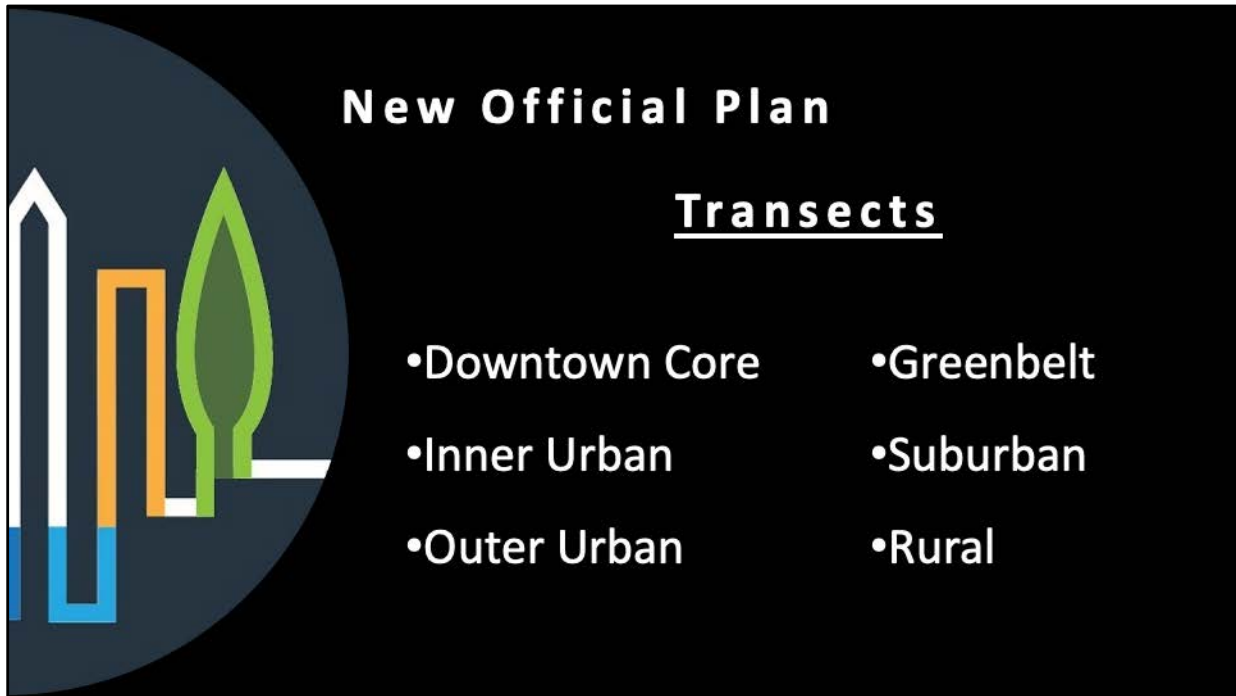 New Official Plan
Transects
•Downtown Core
•Inner Urban
•Outer Urban
•Greenbelt
•Suburban
•Rural